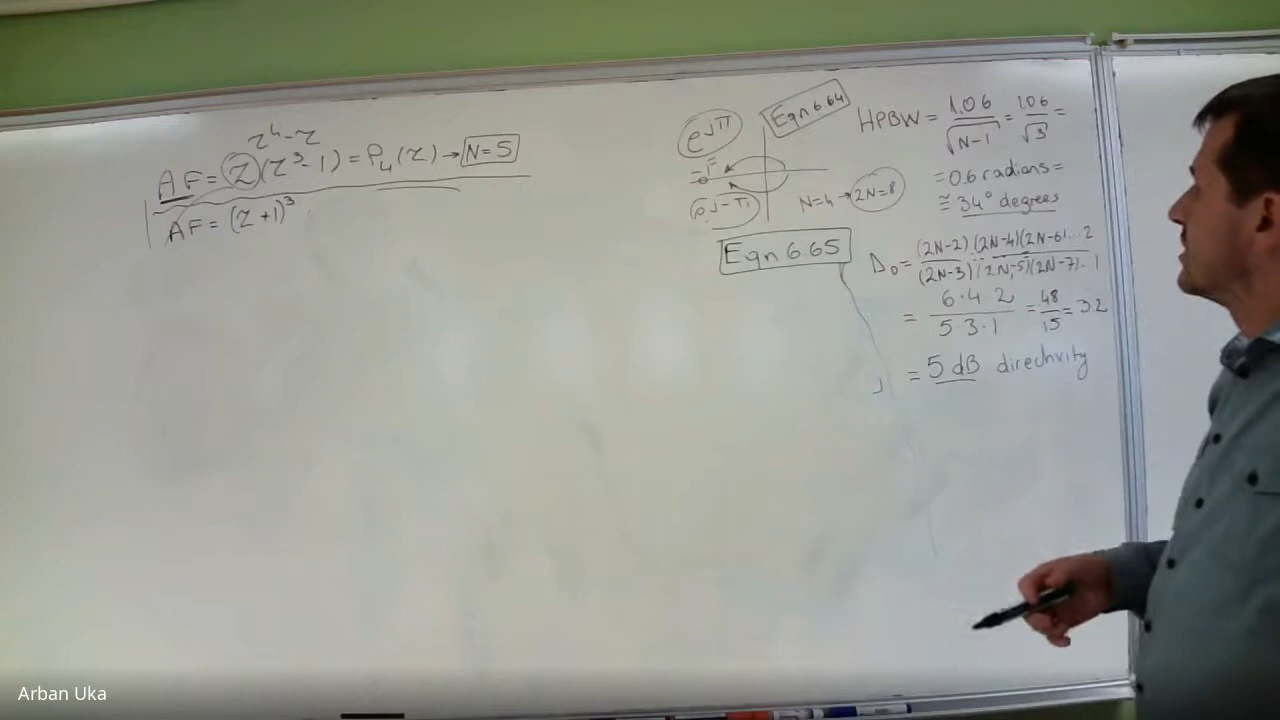 z⁴-z
AF = z(z³-1) = P₄(z) → N=5
AF = (z+1)³
e^jπ
Eqn 6.64
-1
e^j-π
N=4 → 2N=8
Eqn 6.65
HPBW = 1.06/√(N-1) = 1.06/√3 =
= 0.6 radians =
≅ 34° degrees
D₀ = (2N-2).(2N-4)(2N-6)...2 / (2N-3)(2N-5)(2N-7)..1
= 6·4 2 / 5 3·1 = 48/15 = 3.2
= 5 dB directivity
Arban Uka